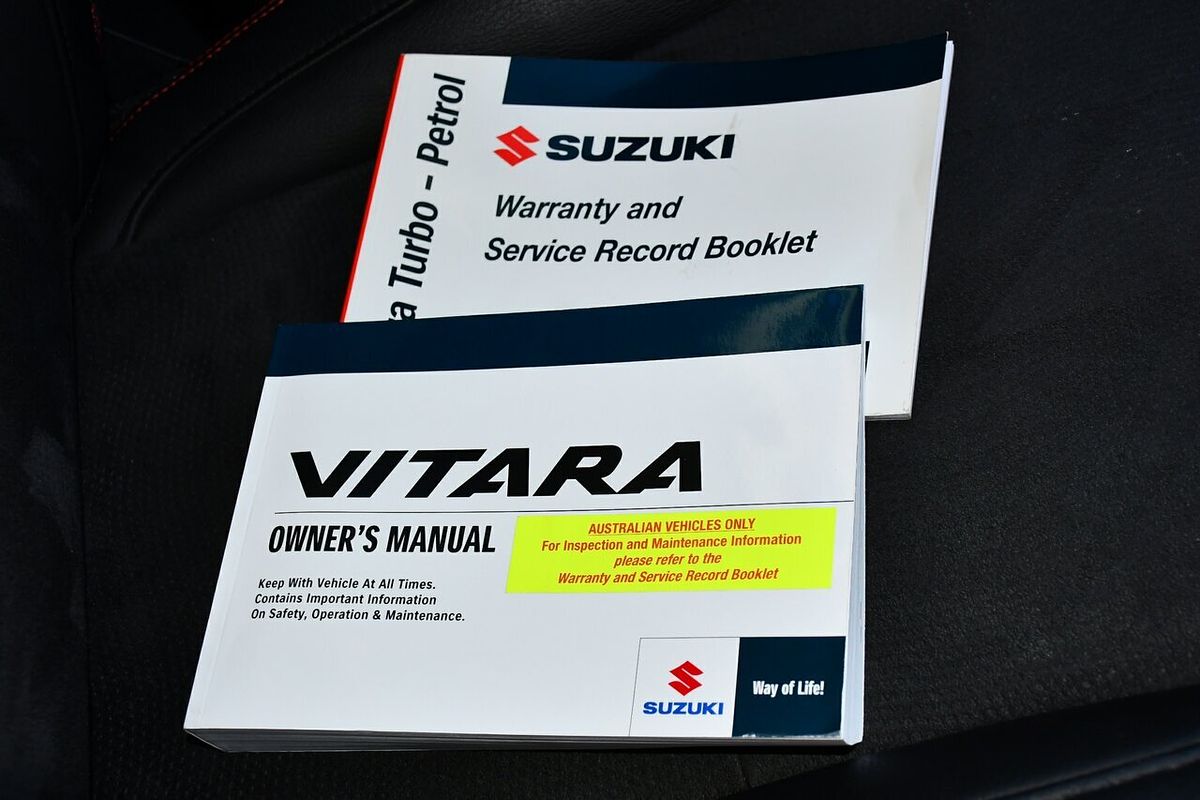 Turbo - Petrol
SUZUKI
Warranty and
Service Record Booklet
VITARA
OWNER'S MANUAL
AUSTRALIAN VEHICLES ONLY
For Inspection and Maintenance Information
please refer to the
Warranty and Service Record Booklet
Keep With Vehicle At All Times.
Contains Important Information
On Safety, Operation & Maintenance.
SUZUKI
Way of Life!